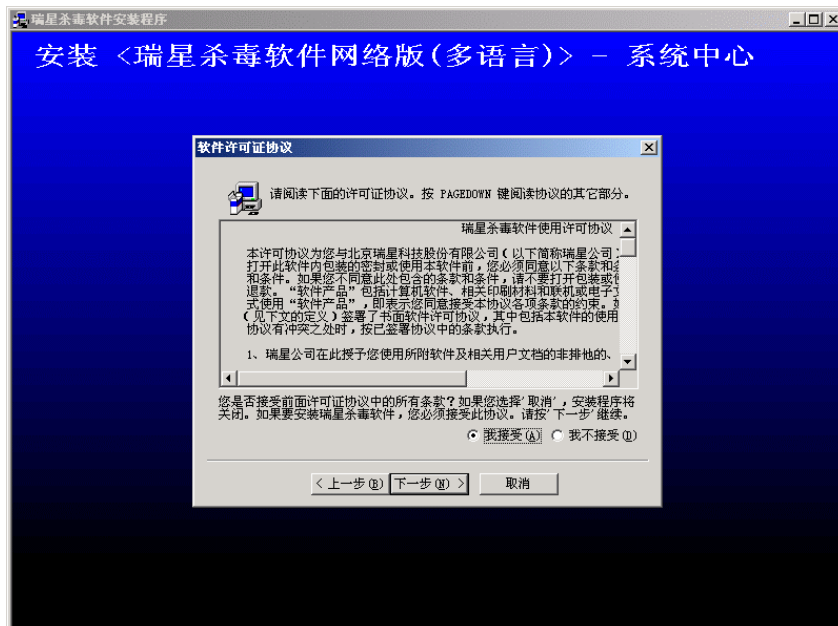 瑞星杀毒软件安装程序
安装 <瑞星杀毒软件网络版(多语言)> - 系统中心
软件许可证协议
请阅读下面的许可证协议。按 PAGEDOWN 键阅读协议的其它部分。
瑞星杀毒软件使用许可协议
本许可协议为您与北京瑞星科技股份有限公司(以下简称瑞星公司
打开此软件内包装的密封或使用本软件前,您必须同意以下条款和
和条件。如果您不同意此处包含的条款和条件,请不要打开包装或
退款。“软件产品”包括计算机软件、相关印刷材料和联机或电子
式使用“软件产品”,即表示您同意接受本协议各项条款的约束。
(见下文的定义)签署了书面软件许可协议,其中包括本软件的使用
协议有冲突之处时,按已签署协议中的条款执行。
1、瑞星公司在此授予您使用所附软件及相关用户文档的非排他的、
您是否接受前面许可证协议中的所有条款?如果您选择'取消',安装程序将
关闭。如果要安装瑞星杀毒软件,您必须接受此协议。请按'下一步'继续。
我接受(A) 我不接受(D)
< 上一步(B) 下一步(N) > 取消